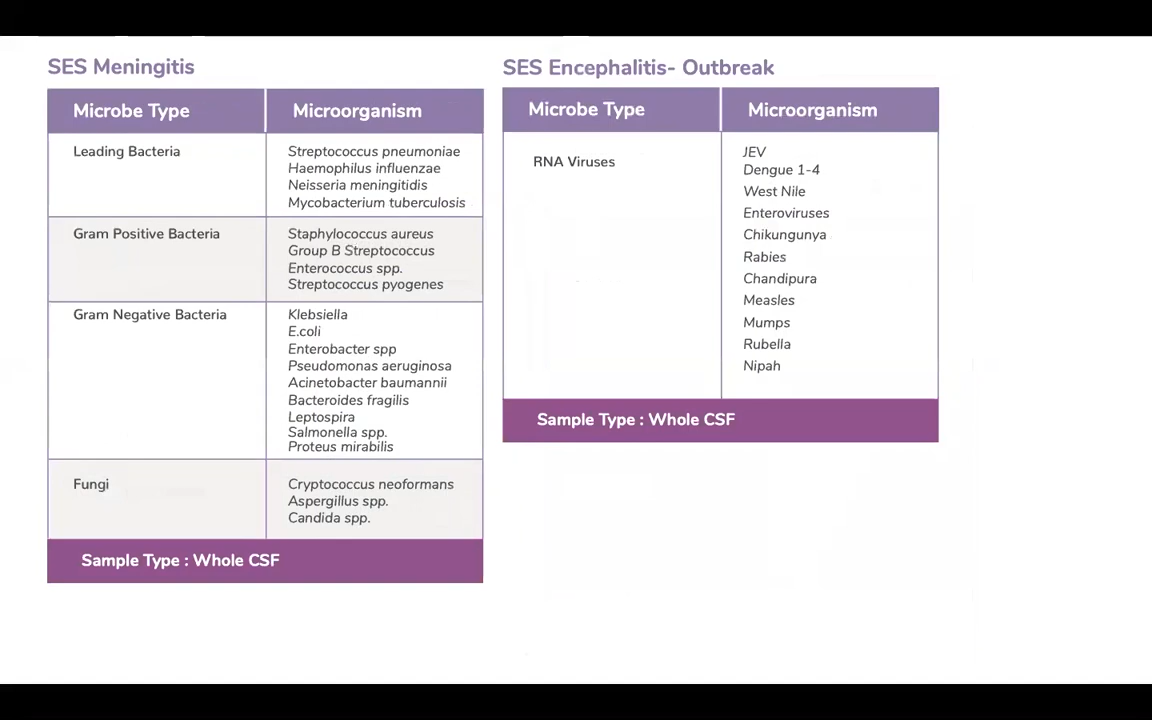 SES Meningitis
Microbe Type Microorganism
Leading Bacteria Streptococcus pneumoniae
Haemophilus influenzae
Neisseria meningitidis
Mycobacterium tuberculosis
Gram Positive Bacteria Staphylococcus aureus
Group B Streptococcus
Enterococcus spp.
Streptococcus pyogenes
Gram Negative Bacteria Klebsiella
E.coli
Enterobacter spp
Pseudomonas aeruginosa
Acinetobacter baumannii
Bacteroides fragilis
Leptospira
Salmonella spp.
Proteus mirabilis
Fungi Cryptococcus neoformans
Aspergillus spp.
Candida spp.
Sample Type : Whole CSF
SES Encephalitis- Outbreak
Microbe Type Microorganism
RNA Viruses JEV
Dengue 1-4
West Nile
Enteroviruses
Chikungunya
Rabies
Chandipura
Measles
Mumps
Rubella
Nipah
Sample Type : Whole CSF